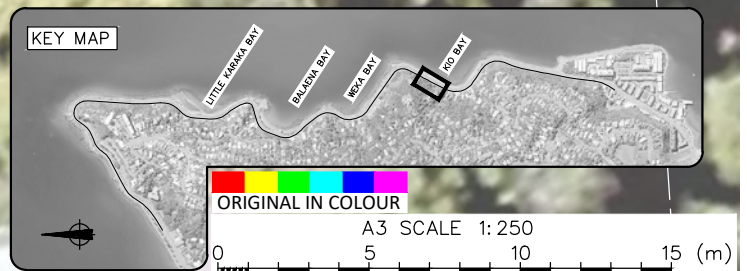 KEY MAP
LITTLE KARAKA BAY
BALAENA BAY
WEKA BAY
KIO BAY
ORIGINAL IN COLOUR
A3 SCALE 1:250
0 5 10 15 (m)